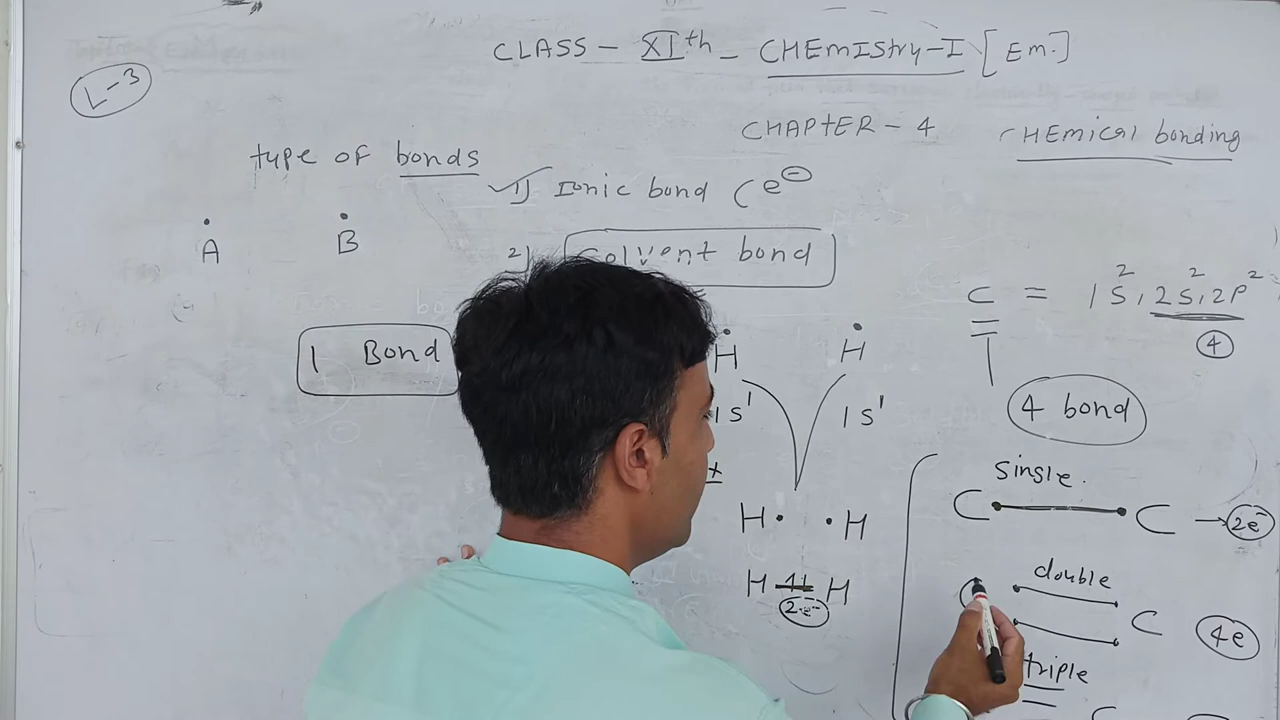 CLASS - XIth - CHEMIStry-I [Em.]
L-3
CHAPtER - 4 CHEmical bonding
type of bonds
1) Ionic bond (e⊖
A B
2) Colvent bond
C = 1s², 2s², 2p²
4
1 Bond
H H
1s¹ 1s¹
4 bond
single.
C C → 2e⁻
H· ·H
double
H H
2e⁻
C C 4e
triple